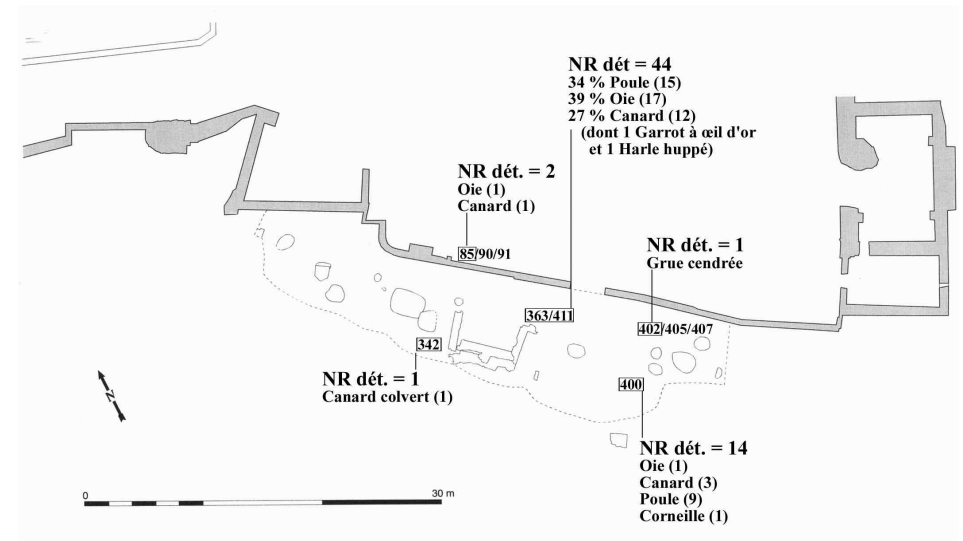 NR dét = 44
34 % Poule (15)
39 % Oie (17)
27 % Canard (12)
(dont 1 Garrot à œil d'or
et 1 Harle huppé)
NR dét. = 2
Oie (1)
Canard (1)
85/90/91
NR dét. = 1
Grue cendrée
363/411
402/405/407
342
NR dét. = 1
Canard colvert (1)
400
N
NR dét. = 14
Oie (1)
Canard (3)
Poule (9)
Corneille (1)
0
30 m